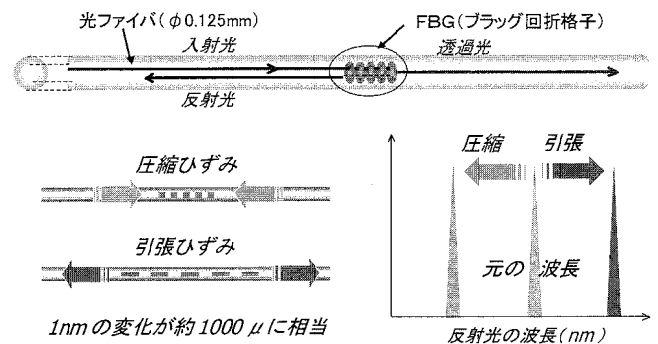 光ファイバ(φ0.125mm)
FBG(ブラッグ回折格子)
入射光
透過光
反射光
圧縮ひずみ
引張ひずみ
1nmの変化が約1000μに相当
圧縮 引張
元の 波長
反射光の波長(nm)